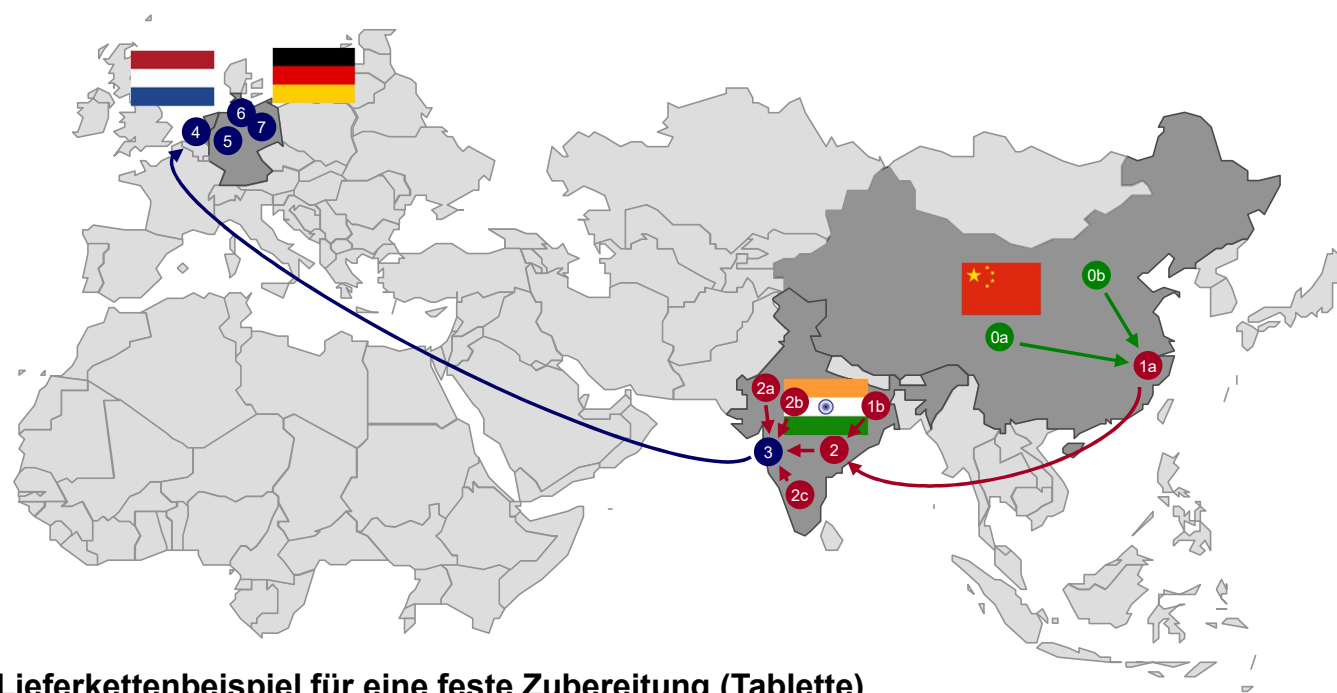 6
7
4
5
0b
0a
1a
2a
2b
1b
3
2
2c
Lieferkettenbeispiel für eine feste Zubereitung (Tablette)